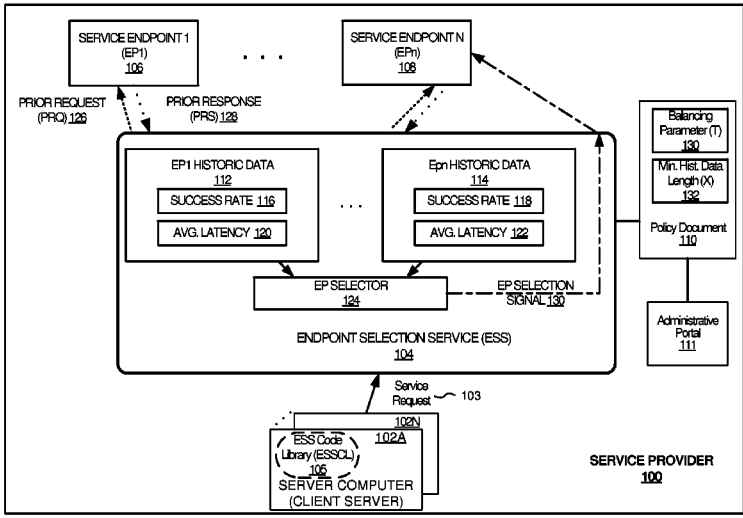 SERVICE ENDPOINT 1
(EP1)
106
. . .
SERVICE ENDPOINT N
(EPn)
108
PRIOR REQUEST
(PRQ) 126
PRIOR RESPONSE
(PRS) 128
EP1 HISTORIC DATA
112
SUCCESS RATE 116
AVG. LATENCY 120
. . .
Epn HISTORIC DATA
114
SUCCESS RATE 118
AVG. LATENCY 122
EP SELECTOR
124
EP SELECTION
SIGNAL 130
ENDPOINT SELECTION SERVICE (ESS)
104
Balancing
Parameter (T)
130
Min. Hist. Data
Length (X)
132
Policy Document
110
Administrative
Portal
111
Service
Request
103
102N
102A
ESS Code
Library (ESSCL)
105
SERVER COMPUTER
(CLIENT SERVER)
SERVICE PROVIDER
100